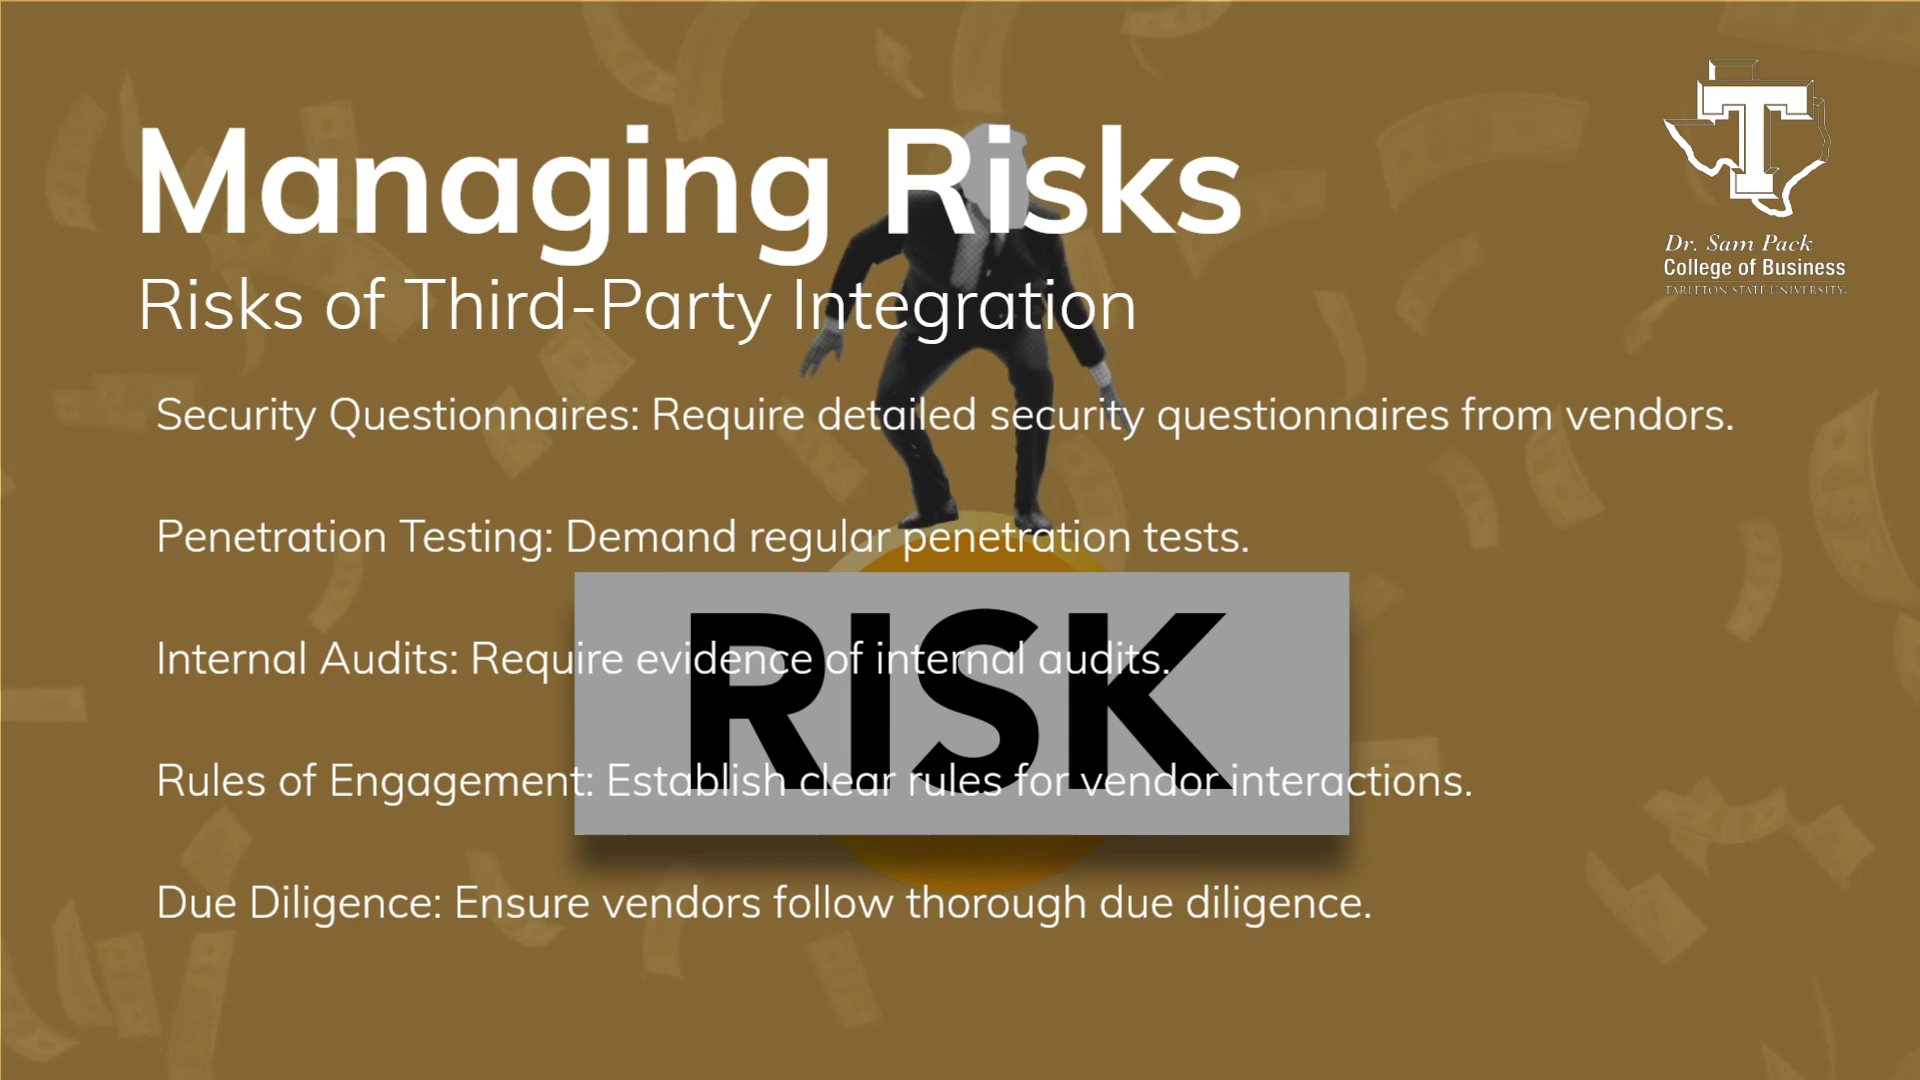 Managing Risks
Risks of Third-Party Integration
Dr. Sam Pack
College of Business
TARLETON STATE UNIVERSITY
Security Questionnaires: Require detailed security questionnaires from vendors.
Penetration Testing: Demand regular penetration tests.
RISK
Internal Audits: Require evidence of internal audits.
Rules of Engagement: Establish clear rules for vendor interactions.
Due Diligence: Ensure vendors follow thorough due diligence.